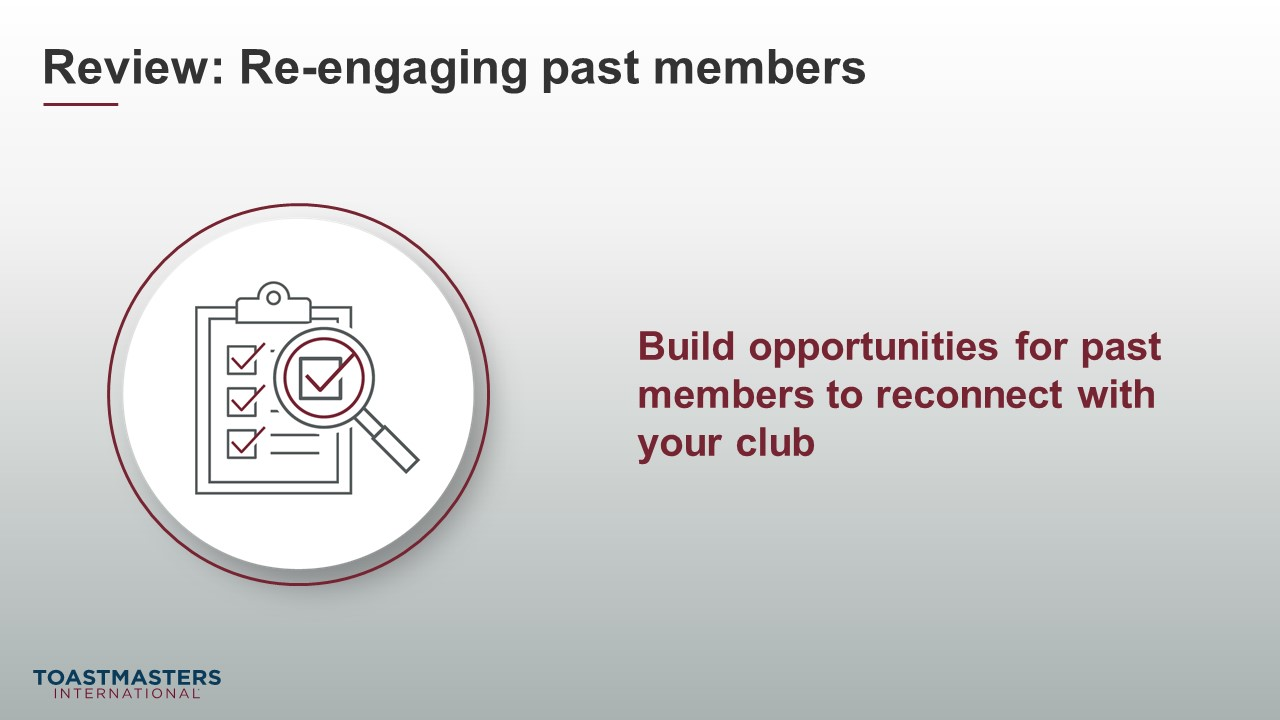 Review: Re-engaging past members
Build opportunities for past
members to reconnect with
your club
TOASTMASTERS
INTERNATIONAL